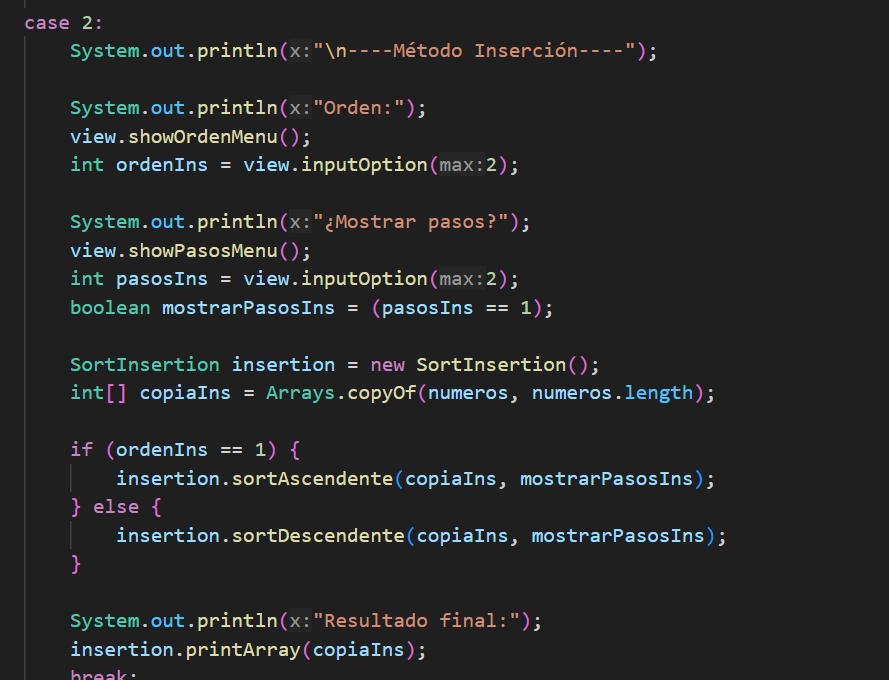 case 2:
System.out.println(x:"\n----Método Inserción----");
System.out.println(x:"Orden:");
view.showOrdenMenu();
int ordenIns = view.inputOption(max:2);
System.out.println(x:"¿Mostrar pasos?");
view.showPasosMenu();
int pasosIns = view.inputOption(max:2);
boolean mostrarPasosIns = (pasosIns == 1);
SortInsertion insertion = new SortInsertion();
int[] copiaIns = Arrays.copyOf(numeros, numeros.length);
if (ordenIns == 1) {
insertion.sortAscendente(copiaIns, mostrarPasosIns);
} else {
insertion.sortDescendente(copiaIns, mostrarPasosIns);
}
System.out.println(x:"Resultado final:");
insertion.printArray(copiaIns);
break;